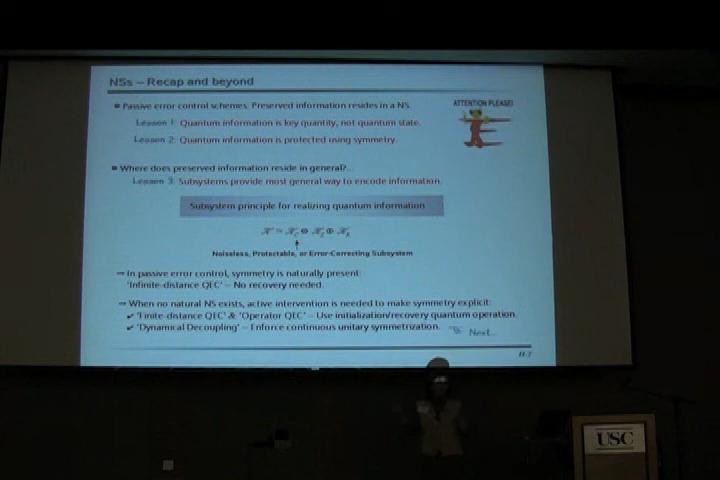 NSs – Recap and beyond
Passive error control schemes: Preserved information resides in a NS.
ATTENTION PLEASE!
Lesson 1: Quantum information is key quantity, not quantum state.
Lesson 2: Quantum information is protected using symmetry.
Where does preserved information reside in general?...
Lesson 3: Subsystems provide most general way to encode information.
Subsystem principle for realizing quantum information
Noiseless, Protectable, or Error-Correcting Subsystem
⇒ In passive error control, symmetry is naturally present:
'Infinite-distance QEC' – No recovery needed.
⇒ When no natural NS exists, active intervention is needed to make symmetry explicit:
✔ 'Finite-distance QEC' & 'Operator QEC' – Use initialization/recovery quantum operation.
✔ 'Dynamical Decoupling' – Enforce continuous unitary symmetrization.
Next...
USC